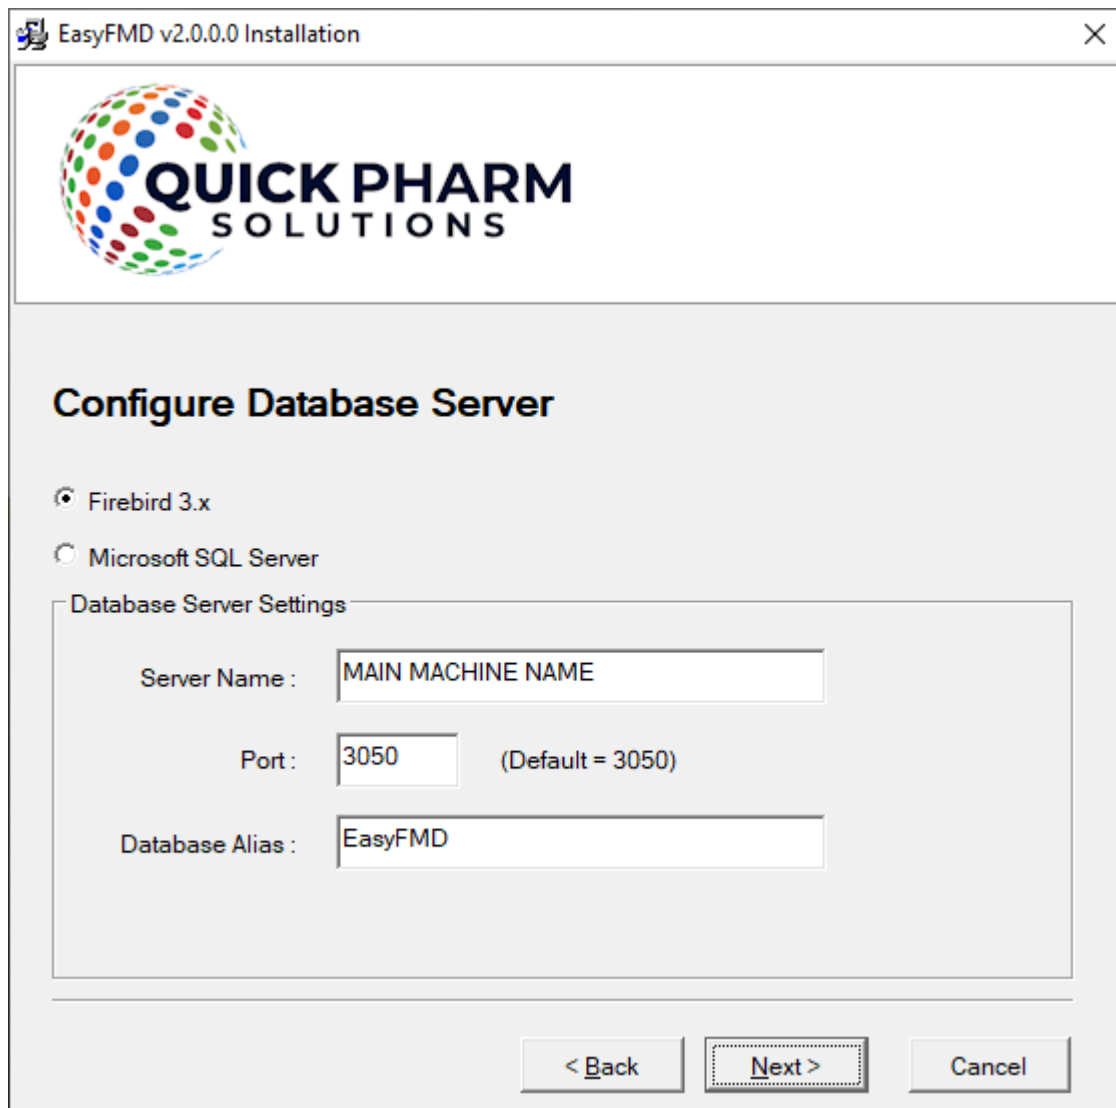 EasyFMD v2.0.0.0 Installation
QUICK PHARM
SOLUTIONS
Configure Database Server
Firebird 3.x
Microsoft SQL Server
Database Server Settings
Server Name : MAIN MACHINE NAME
Port : 3050 (Default = 3050)
Database Alias : EasyFMD
< Back Next > Cancel